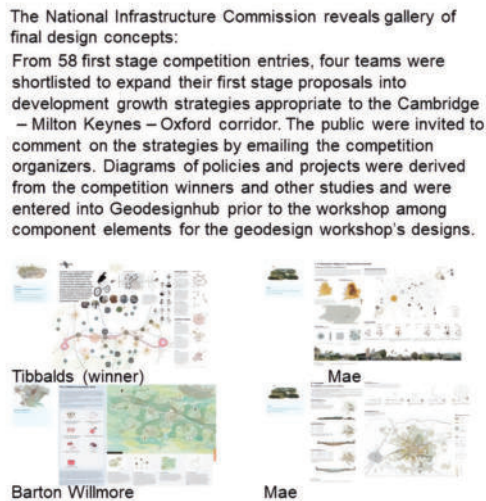 The National Infrastructure Commission reveals gallery of
final design concepts:
From 58 first stage competition entries, four teams were
shortlisted to expand their first stage proposals into
development growth strategies appropriate to the Cambridge
– Milton Keynes – Oxford corridor. The public were invited to
comment on the strategies by emailing the competition
organizers. Diagrams of policies and projects were derived
from the competition winners and other studies and were
entered into Geodesignhub prior to the workshop among
component elements for the geodesign workshop's designs.
Tibbalds (winner)
Mae
Barton Willmore
Mae